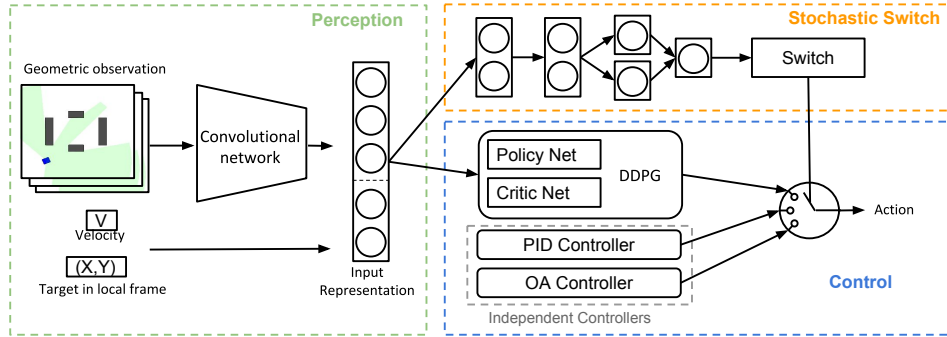 Perception
Geometric observation
Convolutional
network
V
Velocity
(X,Y)
Target in local frame
Input
Representation
Stochastic Switch
Switch
Policy Net
Critic Net
DDPG
PID Controller
OA Controller
Independent Controllers
Action
Control